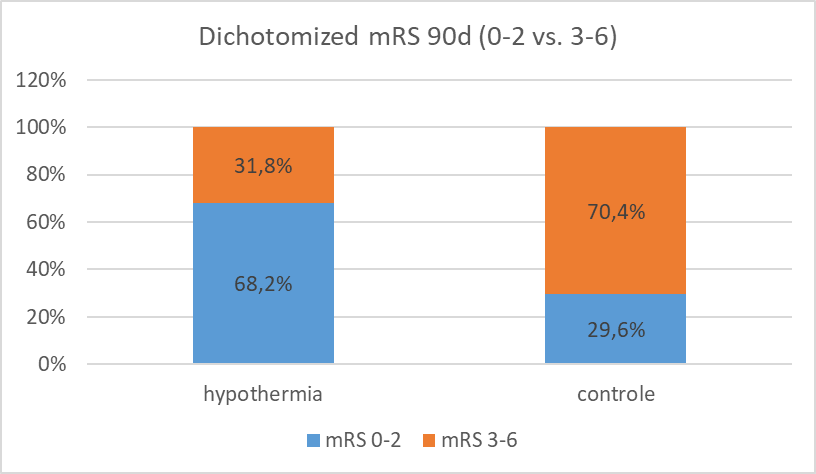 Dichotomized mRS 90d (0-2 vs. 3-6)
120%
100%
80%
60%
40%
20%
0%
31,8%
68,2%
70,4%
29,6%
hypothermia
controle
mRS 0-2
mRS 3-6